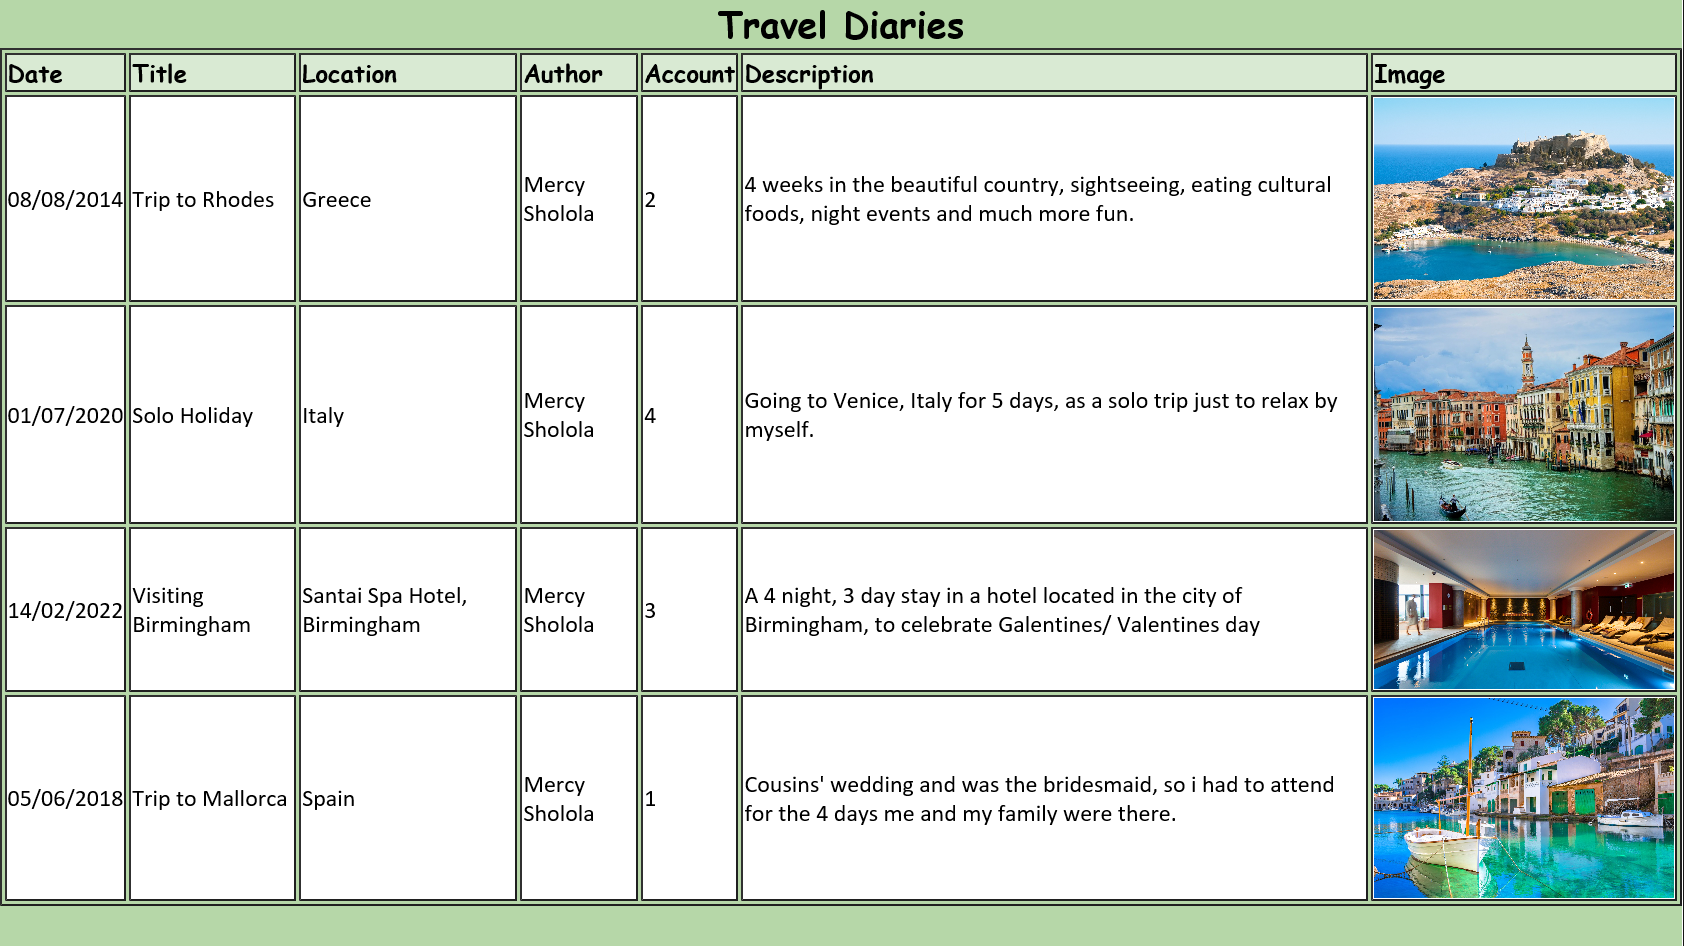 Travel Diaries
Date Title Location Author Account Description Image
08/08/2014 Trip to Rhodes Greece Mercy Sholola 2 4 weeks in the beautiful country, sightseeing, eating cultural
foods, night events and much more fun.
01/07/2020 Solo Holiday Italy Mercy Sholola 4 Going to Venice, Italy for 5 days, as a solo trip just to relax by
myself.
14/02/2022 Visiting Birmingham Santai Spa Hotel, Birmingham Mercy Sholola 3 A 4 night, 3 day stay in a hotel located in the city of
Birmingham, to celebrate Galentines/ Valentines day
05/06/2018 Trip to Mallorca Spain Mercy Sholola 1 Cousins' wedding and was the bridesmaid, so i had to attend
for the 4 days me and my family were there.